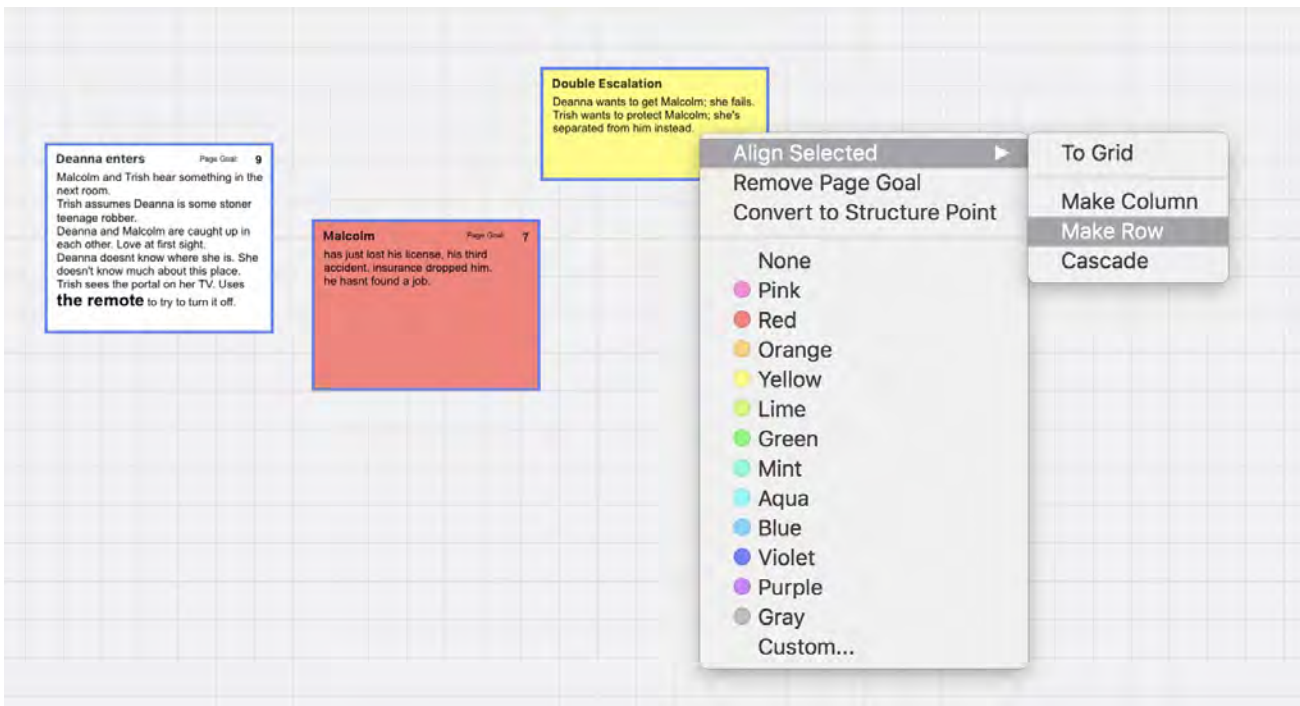 Double Escalation
Deanna wants to get Malcolm; she fails.
Trish wants to protect Malcolm; she's
separated from him instead.
Deanna enters Page Goal: 9
Malcolm and Trish hear something in the
next room.
Trish assumes Deanna is some stoner
teenage robber.
Deanna and Malcolm are caught up in
each other. Love at first sight.
Deanna doesnt know where she is. She
doesn't know much about this place.
Trish sees the portal on her TV. Uses
the remote to try to turn it off.
Malcolm Page Goal: 7
has just lost his license, his third
accident. insurance dropped him.
he hasnt found a job.
Align Selected ▶
Remove Page Goal
Convert to Structure Point
None
Pink
Red
Orange
Yellow
Lime
Green
Mint
Aqua
Blue
Violet
Purple
Gray
Custom...
To Grid
Make Column
Make Row
Cascade